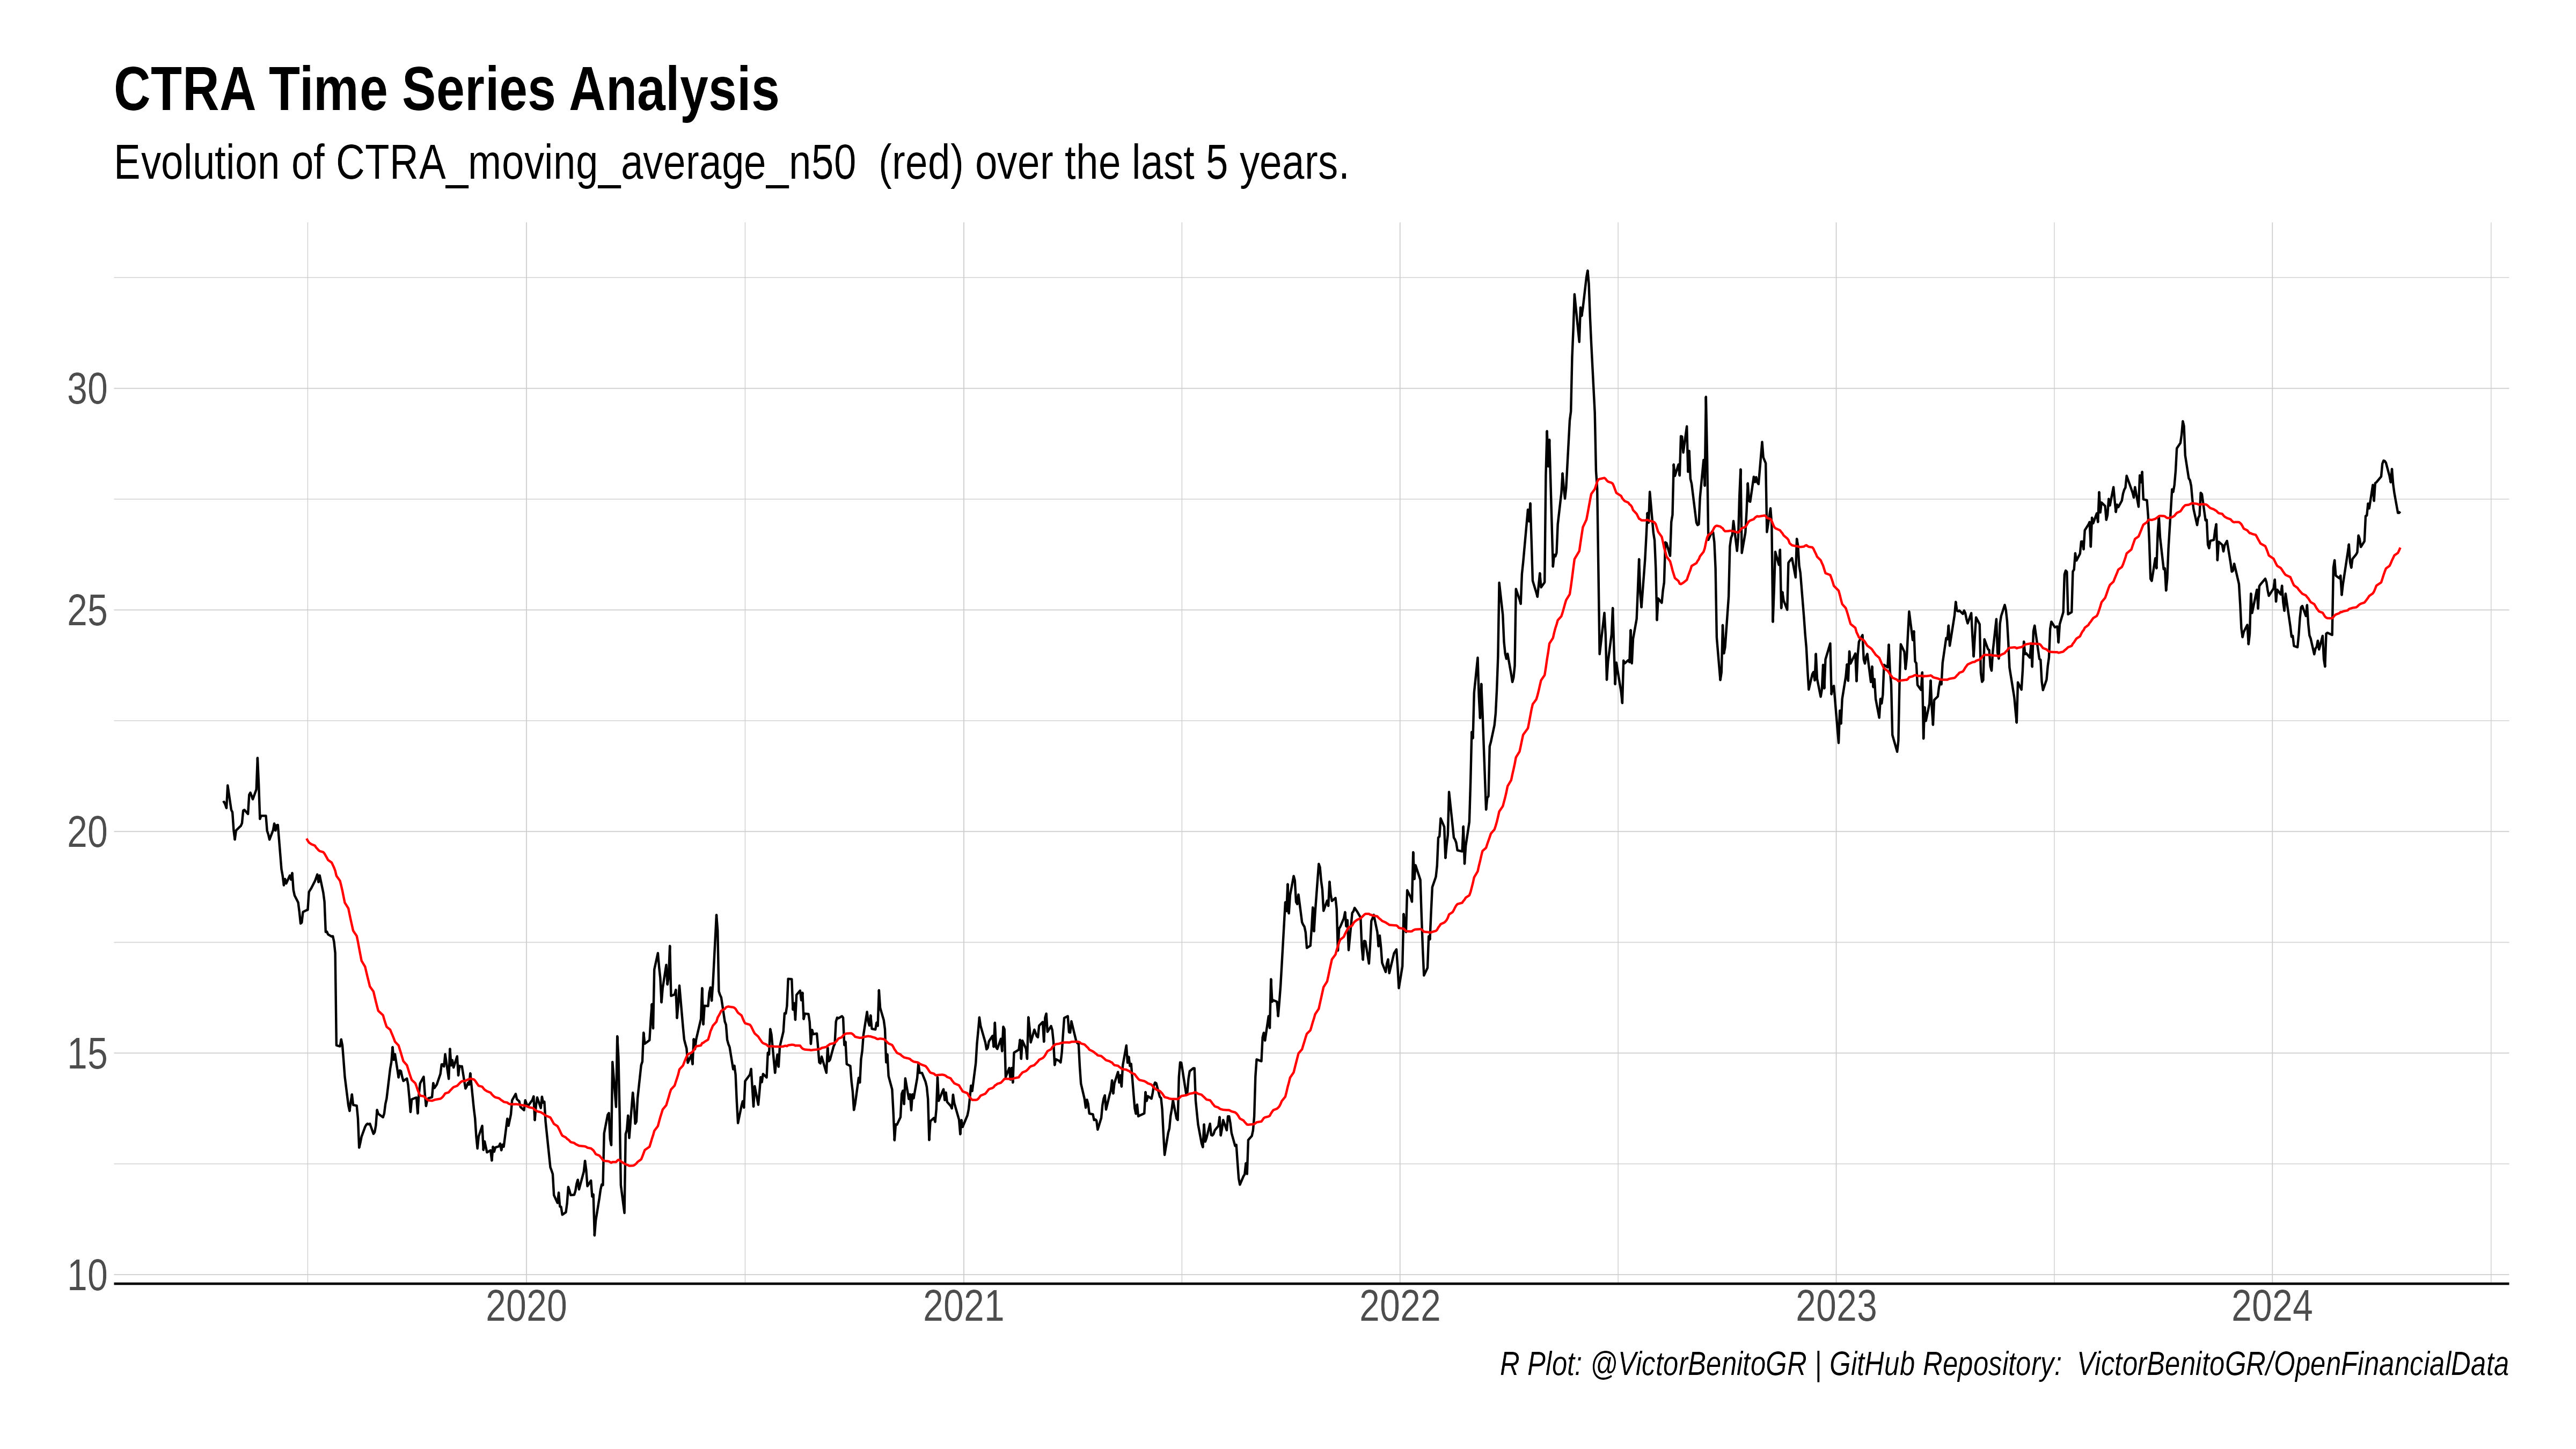 CTRA Time Series Analysis
Evolution of CTRA_moving_average_n50  (red) over the last 5 years.
30
25
20
15
10
2020 2021 2022 2023 2024
R Plot: @VictorBenitoGR | GitHub Repository:  VictorBenitoGR/OpenFinancialData